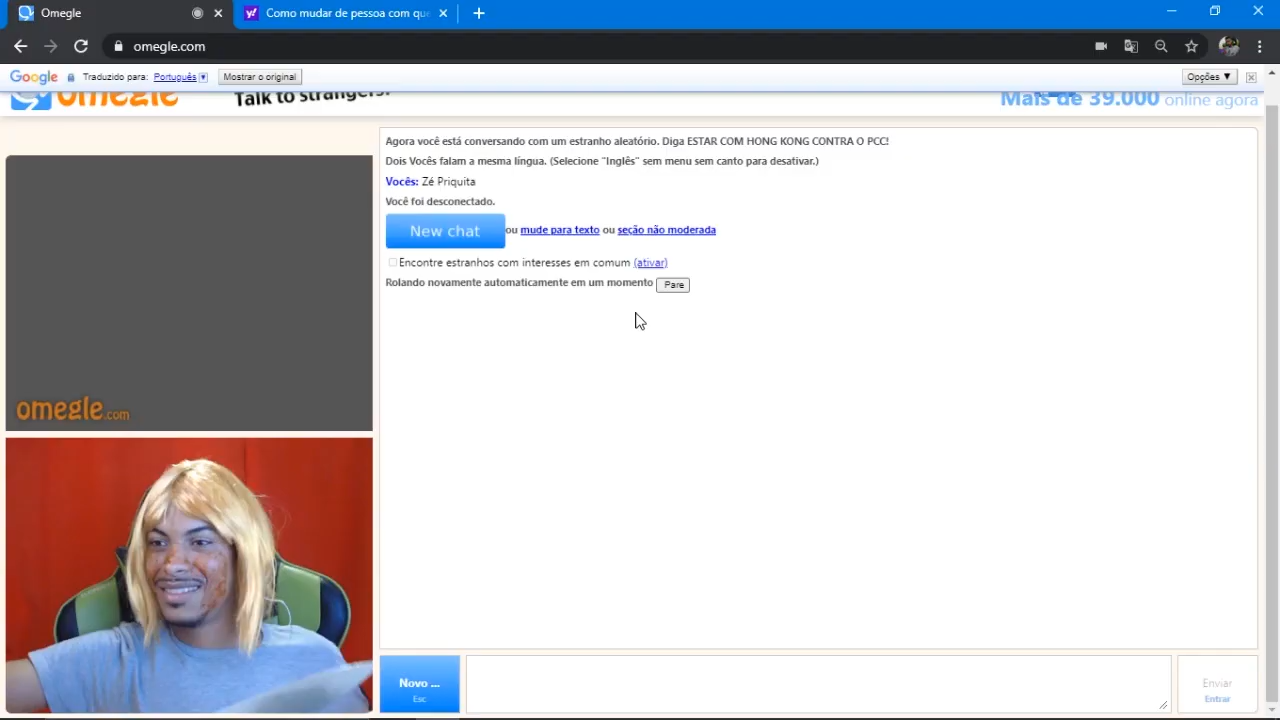 Omegle
Como mudar de pessoa com que
omegle.com
Google Traduzido para: Português Mostrar o original Opções
omegle Talk to strangers! Mais de 39.000 online agora
Agora você está conversando com um estranho aleatório. Diga ESTAR COM HONG KONG CONTRA O PCC!
Dois Vocês falam a mesma língua. (Selecione "Inglês" sem menu sem canto para desativar.)
Vocês: Zé Priquita
Você foi desconectado.
New chat ou mude para texto ou seção não moderada
Encontre estranhos com interesses em comum (ativar)
Rolando novamente automaticamente em um momento Pare
omegle.com
Novo ...
Esc
Enviar
Entrar